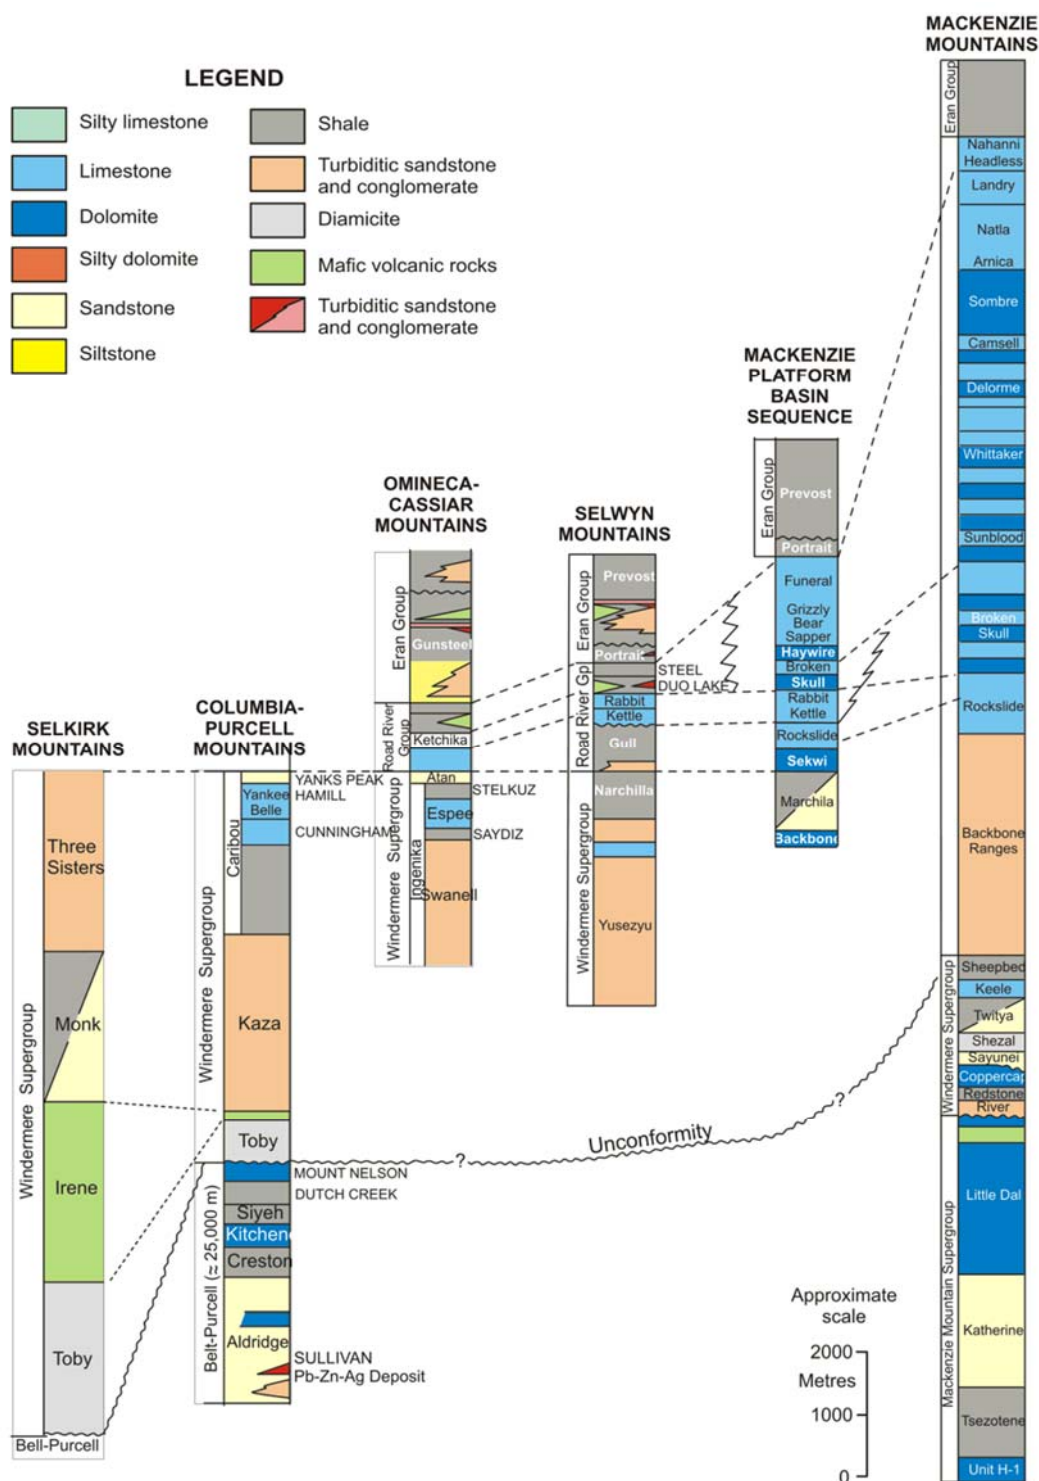 MACKENZIE
MOUNTAINS
LEGEND
Silty limestone
Limestone
Dolomite
Silty dolomite
Sandstone
Siltstone
Shale
Turbiditic sandstone
and conglomerate
Diamicite
Mafic volcanic rocks
Turbiditic sandstone
and conglomerate
SELKIRK
MOUNTAINS
Windermere Supergroup
Three
Sisters
Monk
Irene
Toby
Bell-Purcell
COLUMBIA-
PURCELL
MOUNTAINS
Windermere Supergroup
Caribou
Yankee
Belle
YANKS PEAK
HAMILL
CUNNINGHAM
Kaza
Toby
Belt-Purcell (≈ 25,000 m)
MOUNT NELSON
DUTCH CREEK
Siyeh
Kitchene
Creston
Aldridge
SULLIVAN
Pb-Zn-Ag Deposit
OMINECA-
CASSIAR
MOUNTAINS
Eran Group
Gunsteel
Road River
Group
Ketchika
Windermere Supergroup
Ingenika
Atan
STELKUZ
Espee
SAYDIZ
Swanell
SELWYN
MOUNTAINS
Eran Group
Prevost
Portrait
Road River Gp
STEEL
DUO LAKE
Rabbit
Kettle
Gull
Windermere Supergroup
Narchilla
Yusezyu
MACKENZIE
PLATFORM
BASIN
SEQUENCE
Eran Group
Prevost
Portrait
Funeral
Grizzly
Bear
Sapper
Haywire
Broken
Skull
Rabbit
Kettle
Rockslide
Sekwi
Marchila
Backbone
Eran Group
Nahanni
Headless
Landry
Natla
Arnica
Sombre
Camsell
Delorme
Whittaker
Sunblood
Broken
Skull
Rockslide
Backbone
Ranges
Windermere Supergroup
Sheepbed
Keele
Twitya
Shezal
Sayunei
Coppercap
Redstone
River
Mackenzie Mountain Supergroup
Little Dal
Katherine
Tsezotene
Unit H-1
?
Unconformity
?
Approximate
scale
2000
Metres
1000
0